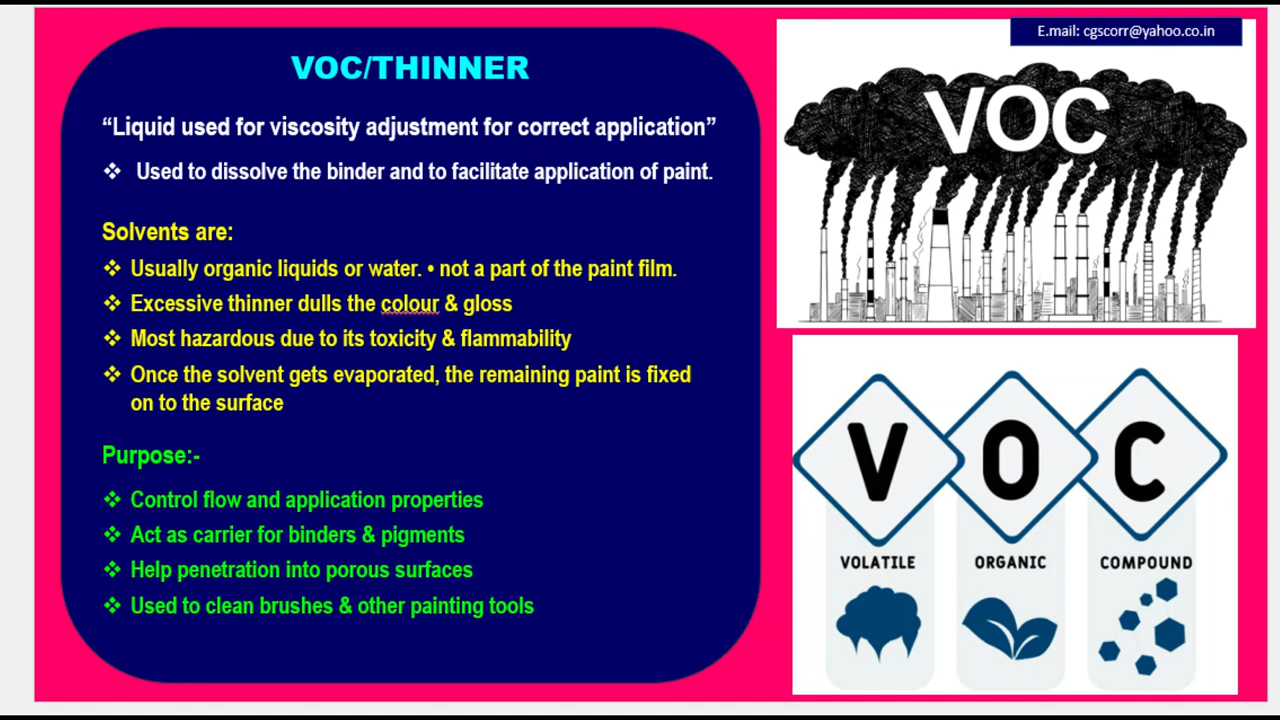 VOC/THINNER
“Liquid used for viscosity adjustment for correct application”
❖ Used to dissolve the binder and to facilitate application of paint.
Solvents are:
❖ Usually organic liquids or water. • not a part of the paint film.
❖ Excessive thinner dulls the colour & gloss
❖ Most hazardous due to its toxicity & flammability
❖ Once the solvent gets evaporated, the remaining paint is fixed
on to the surface
Purpose:-
❖ Control flow and application properties
❖ Act as carrier for binders & pigments
❖ Help penetration into porous surfaces
❖ Used to clean brushes & other painting tools
E.mail: cgscorr@yahoo.co.in
VOC
V O C
VOLATILE ORGANIC COMPOUND